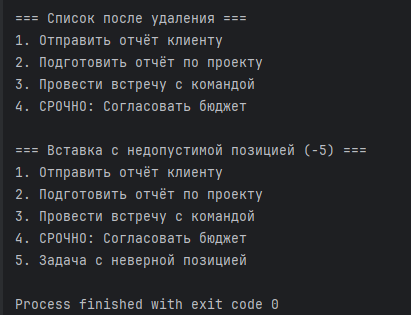 === Список после удаления ===
1. Отправить отчёт клиенту
2. Подготовить отчёт по проекту
3. Провести встречу с командой
4. СРОЧНО: Согласовать бюджет
=== Вставка с недопустимой позицией (-5) ===
1. Отправить отчёт клиенту
2. Подготовить отчёт по проекту
3. Провести встречу с командой
4. СРОЧНО: Согласовать бюджет
5. Задача с неверной позицией
Process finished with exit code 0